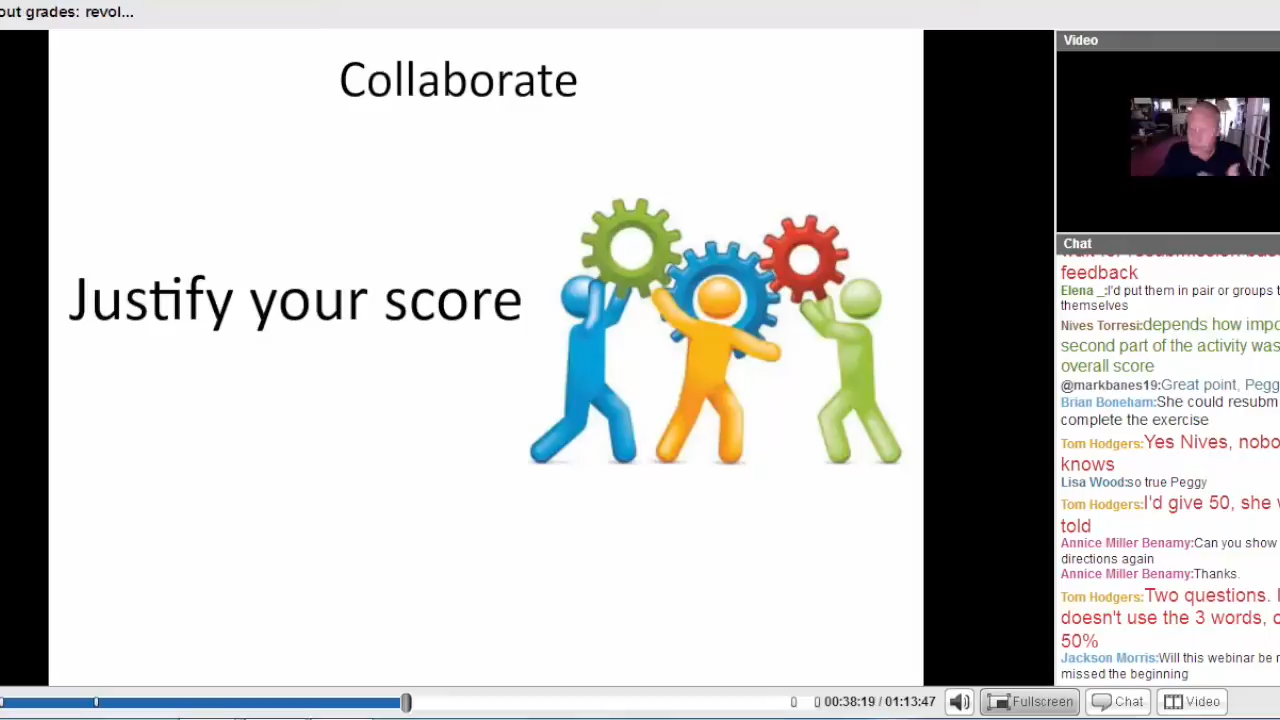 out grades: revol...
Collaborate
Justify your score
Video
Chat
feedback
Elena _:I'd put them in pair or groups t
themselves
Nives Torresi:depends how impo
second part of the activity was
overall score
@markbanes19:Great point, Pegg
Brian Boneham:She could resubm
complete the exercise
Tom Hodgers:Yes Nives, nobo
knows
Lisa Wood:so true Peggy
Tom Hodgers:I'd give 50, she w
told
Annice Miller Benamy:Can you show
directions again
Annice Miller Benamy:Thanks.
Tom Hodgers:Two questions. I
doesn't use the 3 words, o
50%
Jackson Morris:Will this webinar be r
missed the beginning
00:38:19 / 01:13:47
Fullscreen
Chat
Video